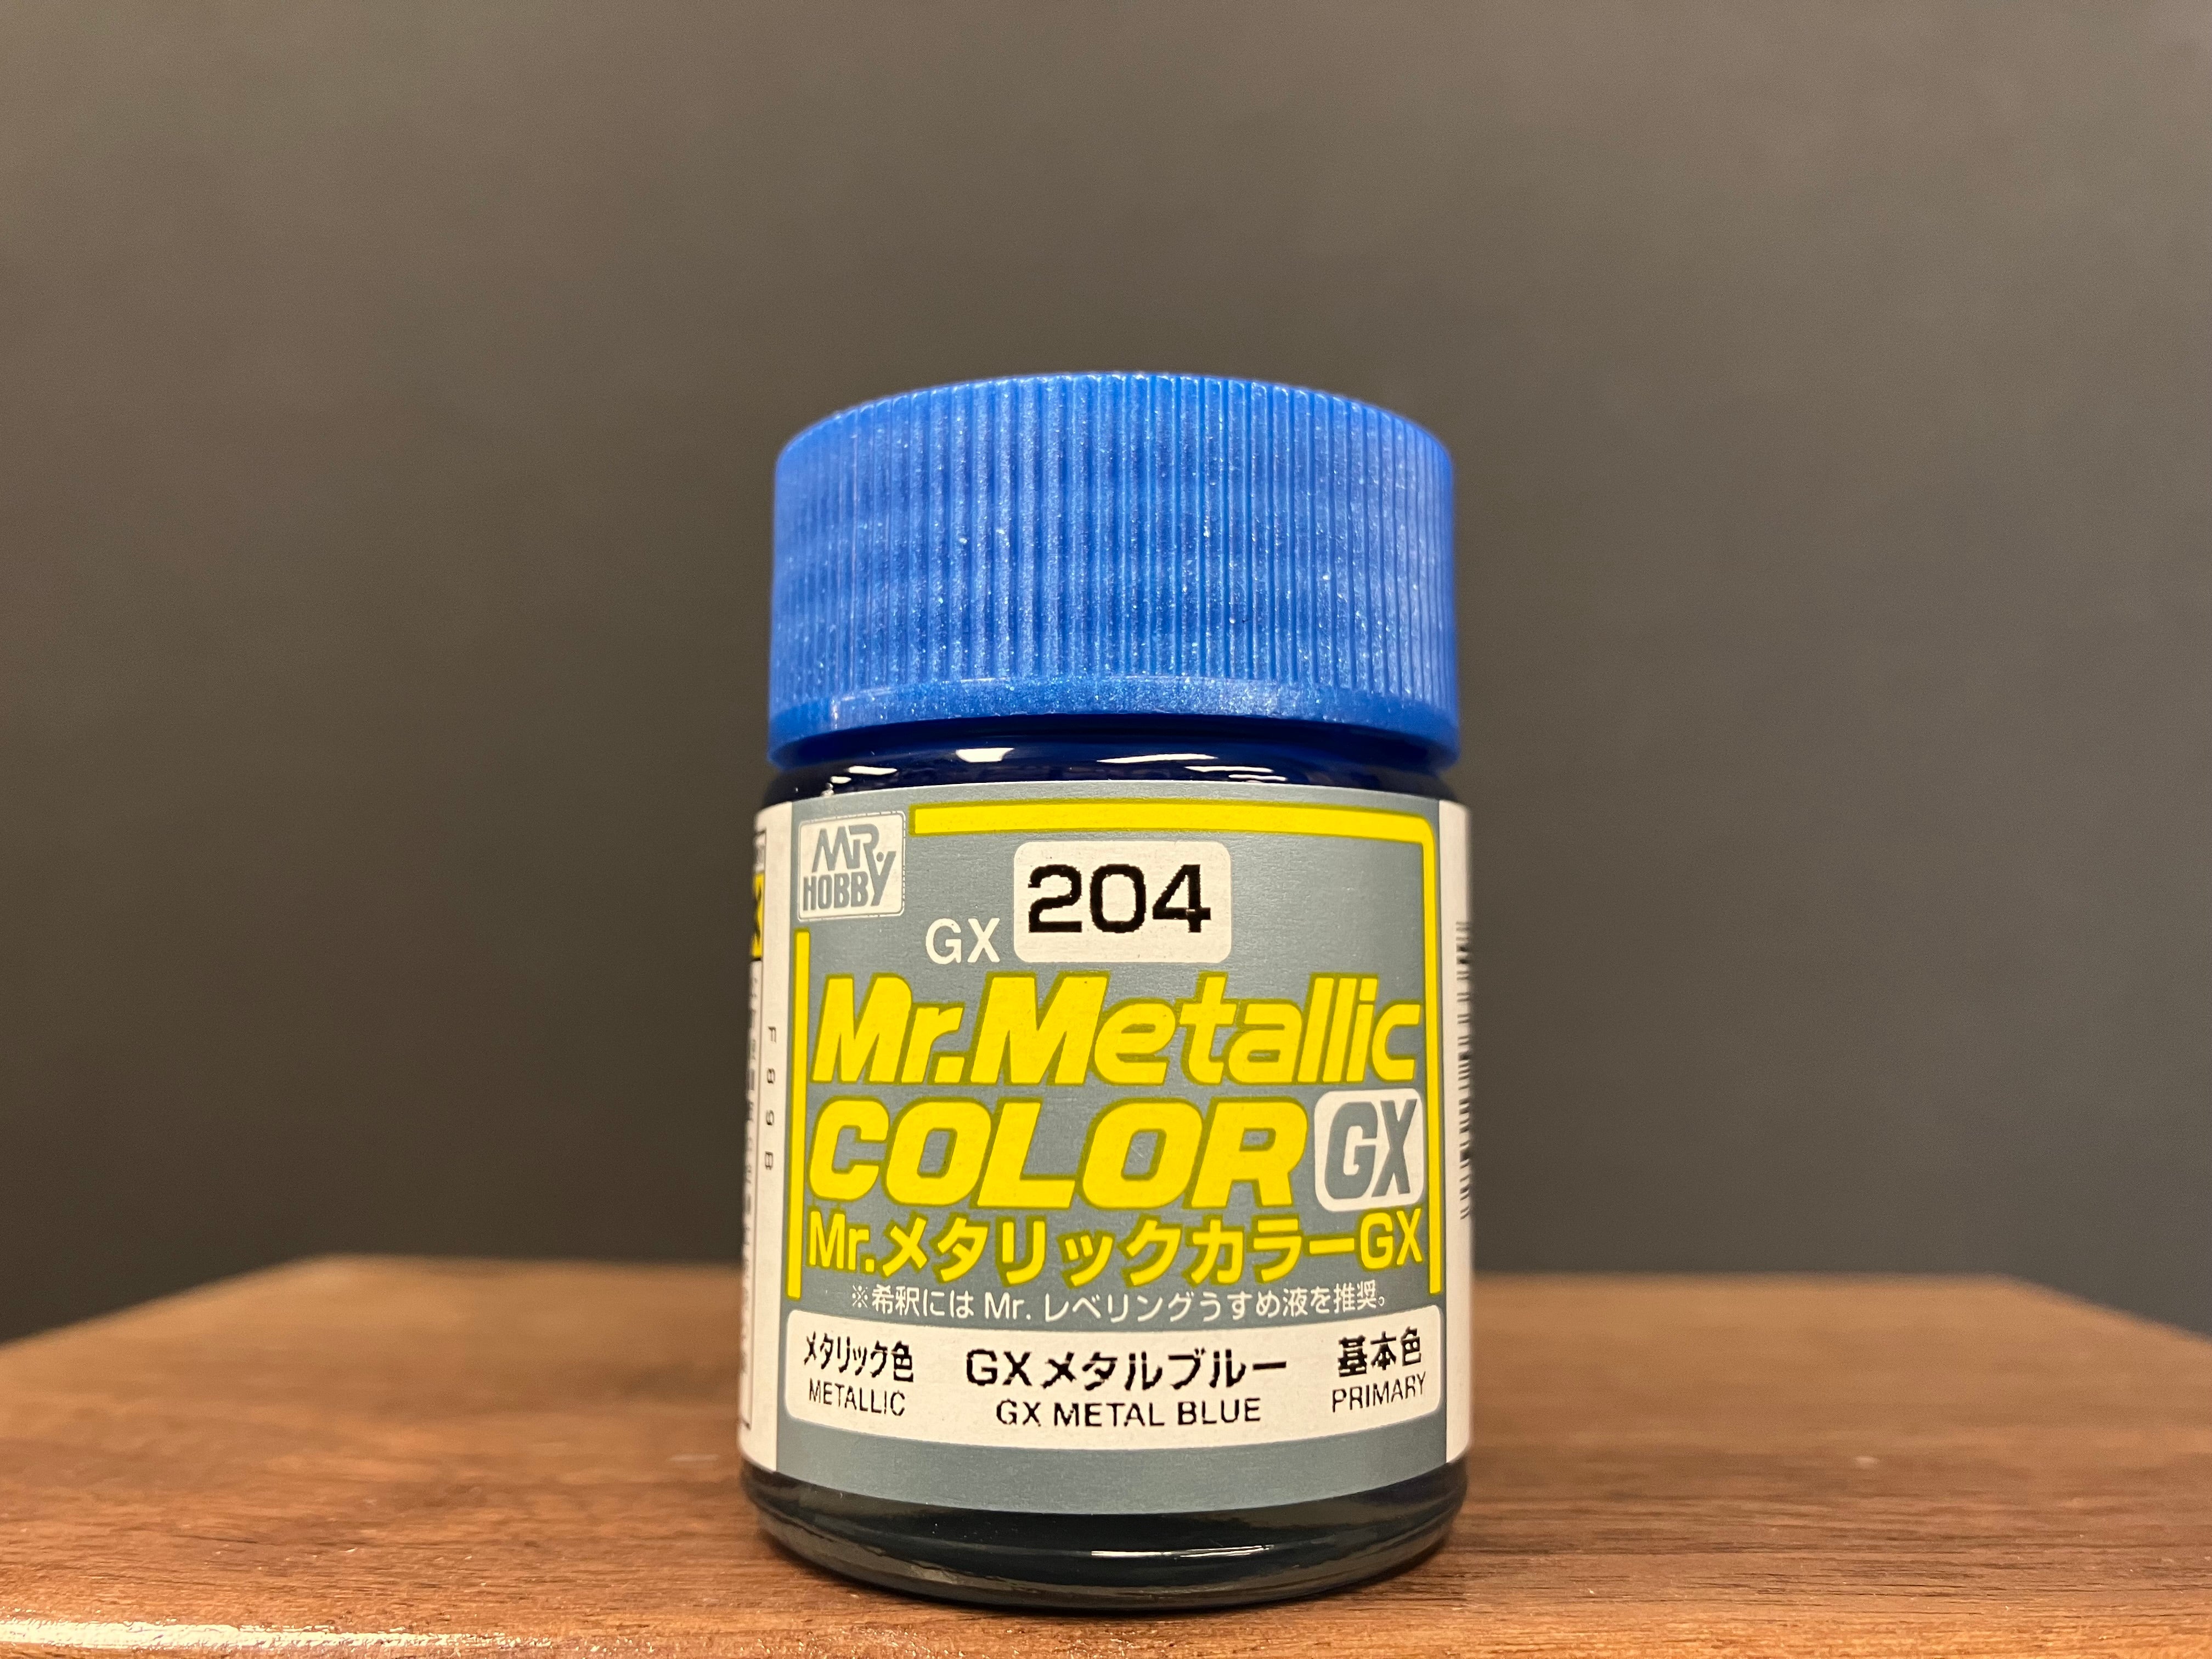 MR HOBBY
GX 204
Mr.Metallic
COLOR GX
Mr.メタリックカラーGX
※希釈には Mr. レベリングうすめ液を推奨。
メタリック色 GXメタルブルー 基本色
METALLIC GX METAL BLUE PRIMARY